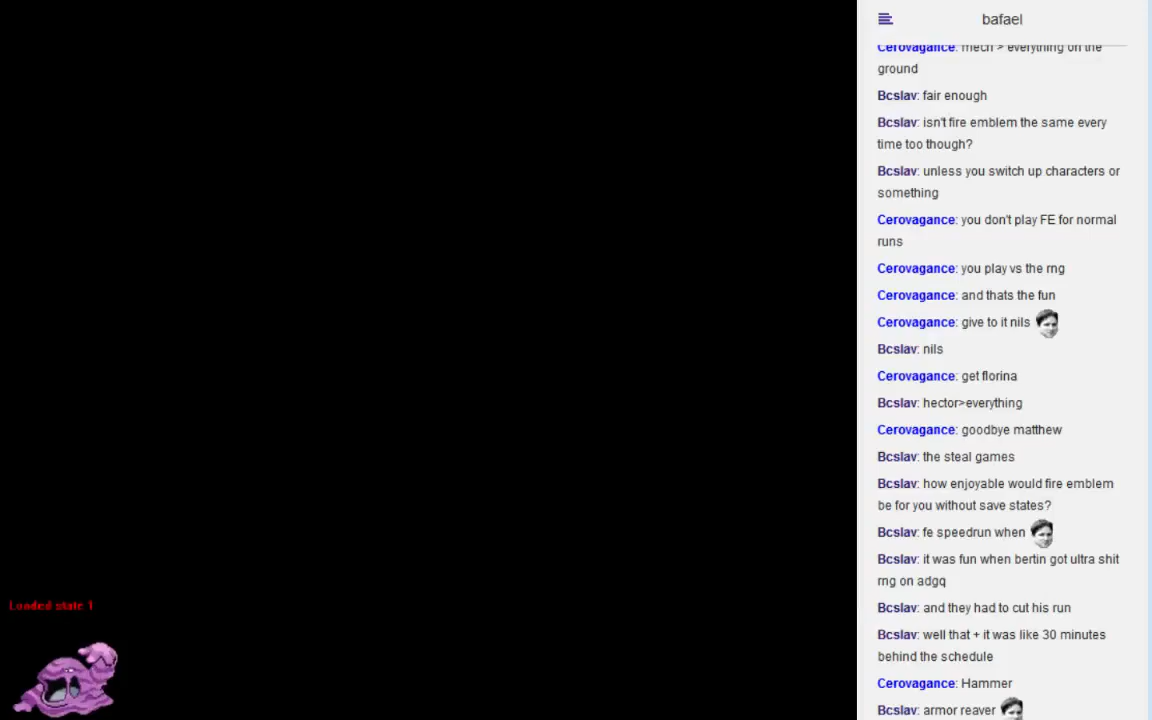 bafael
Cerovagance: mech > everything on the
ground
Bcslav: fair enough
Bcslav: isn't fire emblem the same every
time too though?
Bcslav: unless you switch up characters or
something
Cerovagance: you don't play FE for normal
runs
Cerovagance: you play vs the rng
Cerovagance: and thats the fun
Cerovagance: give to it nils
Bcslav: nils
Cerovagance: get florina
Bcslav: hector>everything
Cerovagance: goodbye matthew
Bcslav: the steal games
Bcslav: how enjoyable would fire emblem
be for you without save states?
Bcslav: fe speedrun when
Bcslav: it was fun when bertin got ultra shit
rng on adgq
Bcslav: and they had to cut his run
Bcslav: well that + it was like 30 minutes
behind the schedule
Cerovagance: Hammer
Bcslav: armor reaver
Loaded state 1